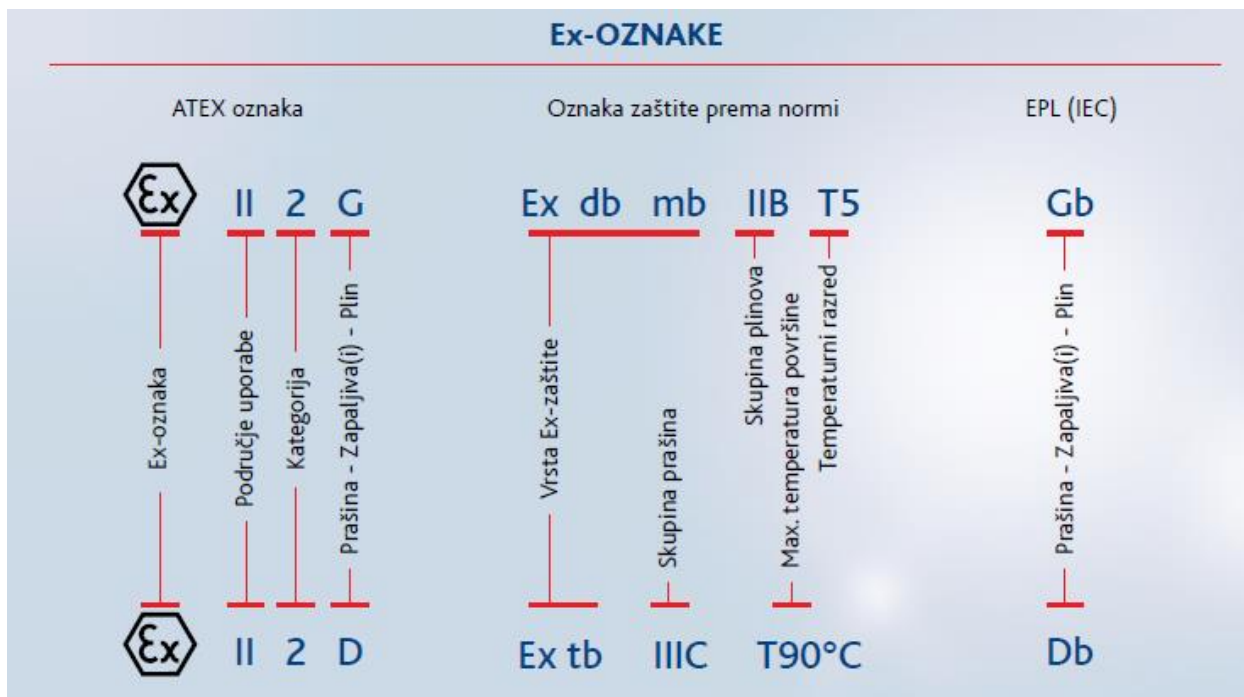 Ex-OZNAKE
ATEX oznaka Oznaka zaštite prema normi EPL (IEC)
Ex II 2 G Ex db mb IIB T5 Gb
Ex-oznaka
Područje uporabe
Kategorija
Prašina - Zapaljiva(i) - Plin
Vrsta Ex-zaštite
Skupina prašina
Skupina plinova
Max. temperatura površine
Temperaturni razred
Prašina - Zapaljiva(i) - Plin
Ex II 2 D Ex tb IIIC T90°C Db